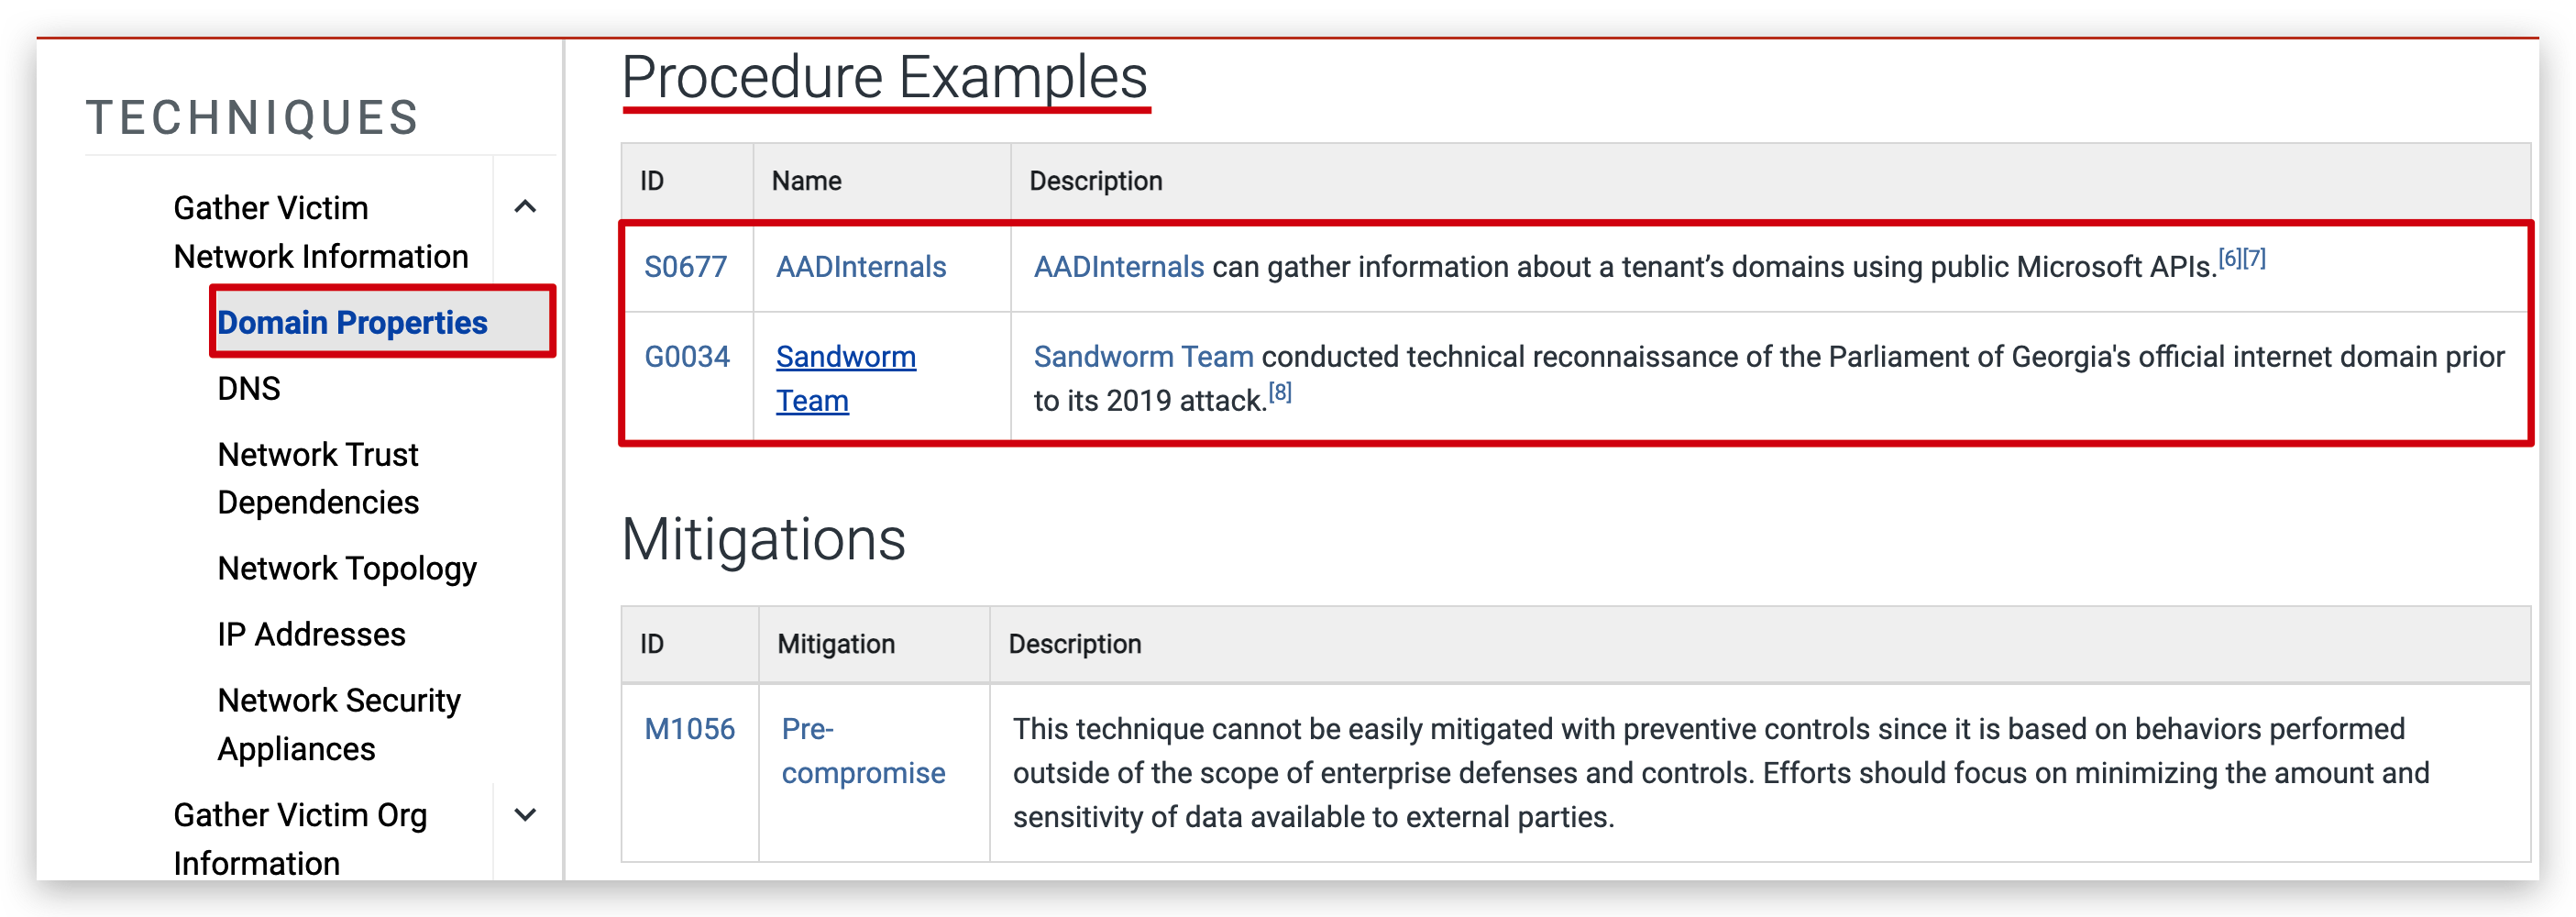 TECHNIQUES
Gather Victim
Network Information
Domain Properties
DNS
Network Trust
Dependencies
Network Topology
IP Addresses
Network Security
Appliances
Gather Victim Org
Information
Procedure Examples
ID Name Description
S0677 AADInternals AADInternals can gather information about a tenant’s domains using public Microsoft APIs.[6][7]
G0034 Sandworm Sandworm Team conducted technical reconnaissance of the Parliament of Georgia's official internet domain prior
Team to its 2019 attack.[8]
Mitigations
ID Mitigation Description
M1056 Pre- This technique cannot be easily mitigated with preventive controls since it is based on behaviors performed
compromise outside of the scope of enterprise defenses and controls. Efforts should focus on minimizing the amount and
sensitivity of data available to external parties.